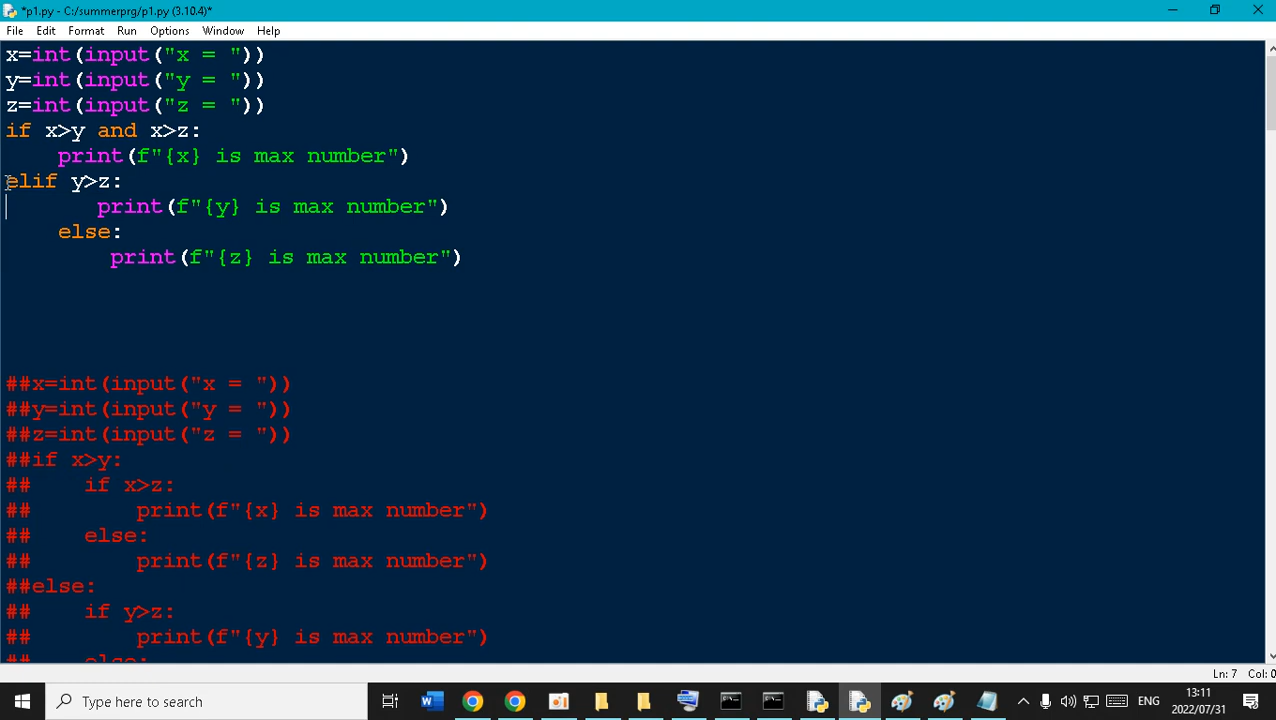 *p1.py - C:/summerprg/p1.py (3.10.4)*
File Edit Format Run Options Window Help
x=int(input("x = "))
y=int(input("y = "))
z=int(input("z = "))
if x>y and x>z:
    print(f"{x} is max number")
elif y>z:
       print(f"{y} is max number")
    else:
        print(f"{z} is max number")
##x=int(input("x = "))
##y=int(input("y = "))
##z=int(input("z = "))
##if x>y:
##    if x>z:
##        print(f"{x} is max number")
##    else:
##        print(f"{z} is max number")
##else:
##    if y>z:
##        print(f"{y} is max number")
##    else:
Ln: 7 Col: 0
Type here to search
ENG
13:11
2022/07/31